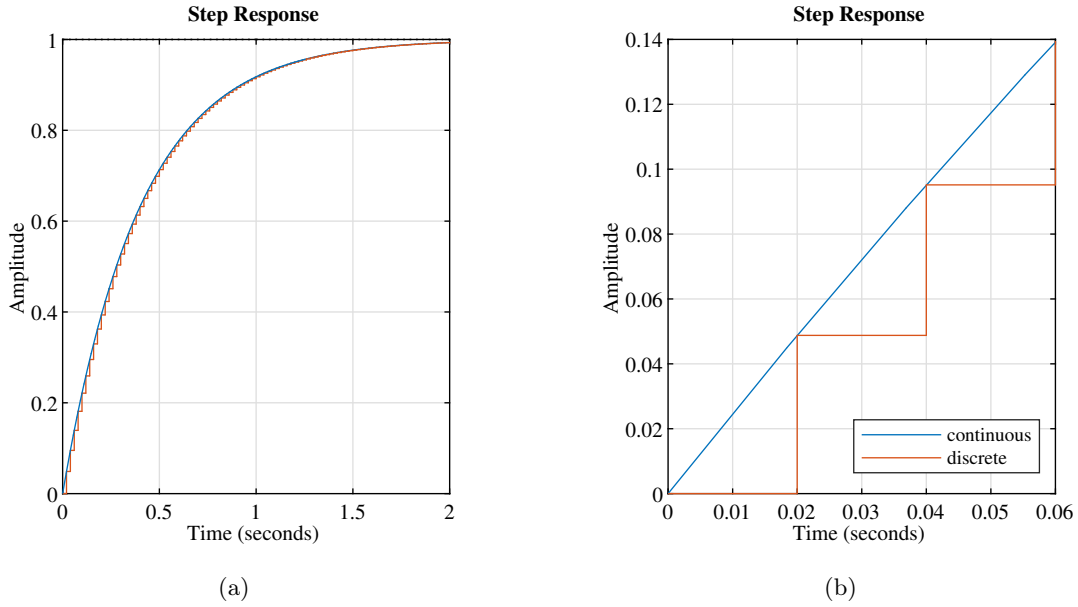 Step Response
1
0.8
0.6
0.4
0.2
0
Amplitude
0 0.5 1 1.5 2
Time (seconds)
(a)
Step Response
0.14
0.12
0.1
0.08
0.06
0.04
0.02
0
Amplitude
continuous
discrete
0 0.01 0.02 0.03 0.04 0.05 0.06
Time (seconds)
(b)